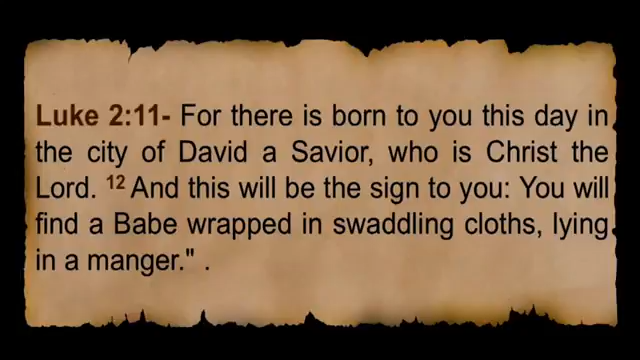 Luke 2:11- For there is born to you this day in
the city of David a Savior, who is Christ the
Lord. 12 And this will be the sign to you: You will
find a Babe wrapped in swaddling cloths, lying
in a manger." .